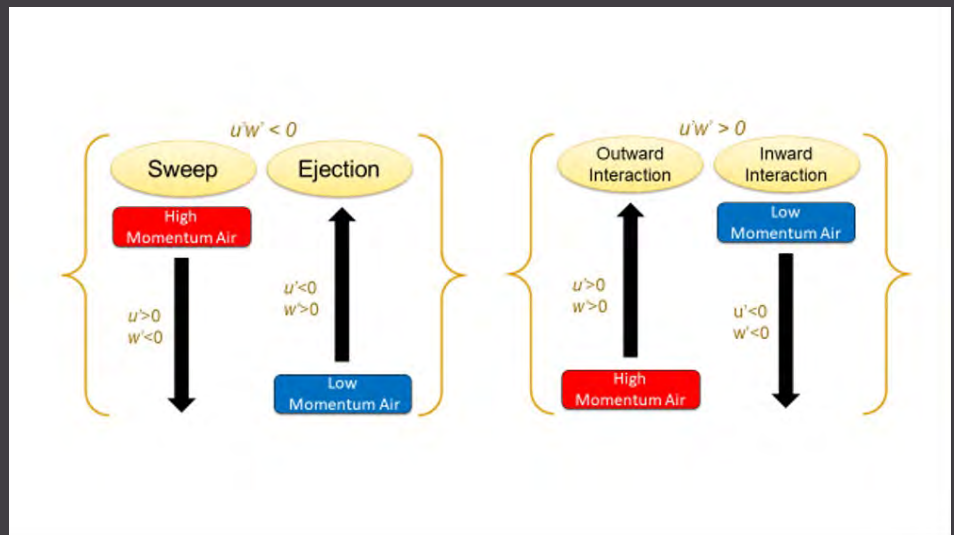 u'w' < 0
Sweep
Ejection
High
Momentum Air
u'>0
w'<0
u'<0
w'>0
Low
Momentum Air
u'w' > 0
Outward
Interaction
Inward
Interaction
Low
Momentum Air
u'>0
w'>0
u'<0
w'<0
High
Momentum Air